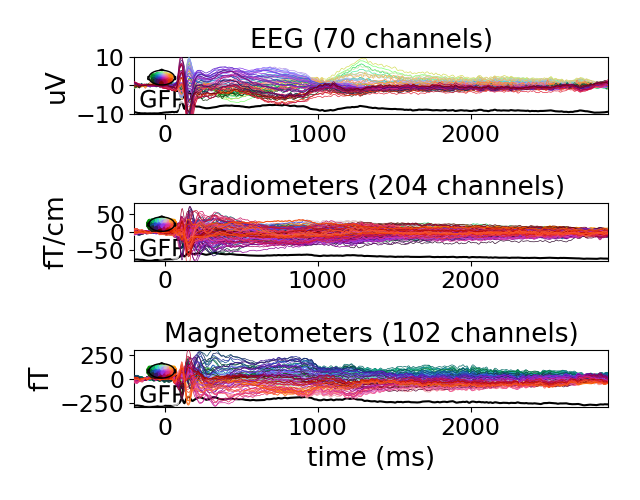 EEG (70 channels)
10
0
−10
uV
GFP
0
1000
2000
Gradiometers (204 channels)
50
0
−50
fT/cm
GFP
0
1000
2000
Magnetometers (102 channels)
250
0
−250
fT
GFP
0
1000
2000
time (ms)